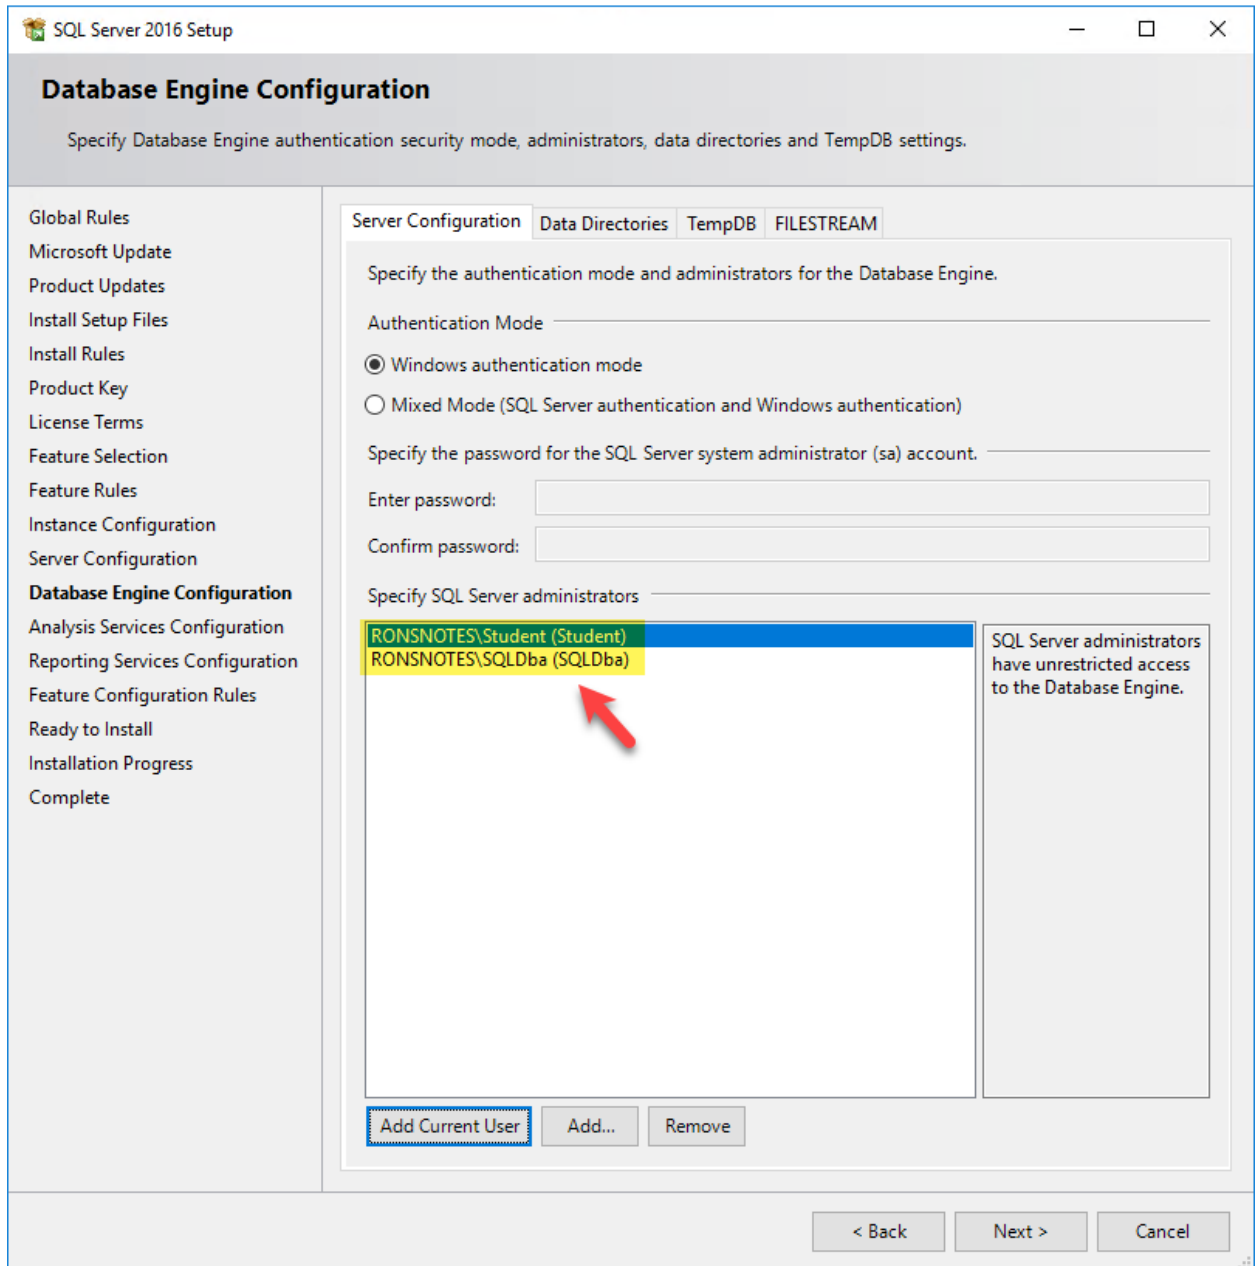 SQL Server 2016 Setup
Database Engine Configuration
Specify Database Engine authentication security mode, administrators, data directories and TempDB settings.
Global Rules
Microsoft Update
Product Updates
Install Setup Files
Install Rules
Product Key
License Terms
Feature Selection
Feature Rules
Instance Configuration
Server Configuration
Database Engine Configuration
Analysis Services Configuration
Reporting Services Configuration
Feature Configuration Rules
Ready to Install
Installation Progress
Complete
Server Configuration Data Directories TempDB FILESTREAM
Specify the authentication mode and administrators for the Database Engine.
Authentication Mode
Windows authentication mode
Mixed Mode (SQL Server authentication and Windows authentication)
Specify the password for the SQL Server system administrator (sa) account.
Enter password:
Confirm password:
Specify SQL Server administrators
RONSNOTES\Student (Student)
RONSNOTES\SQLDba (SQLDba)
SQL Server administrators
have unrestricted access
to the Database Engine.
Add Current User Add... Remove
< Back Next > Cancel